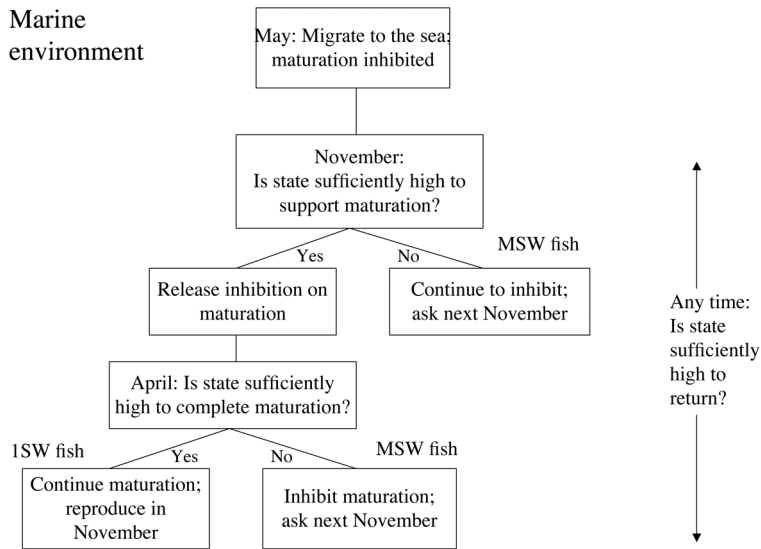 Marine
environment
May: Migrate to the sea;
maturation inhibited
November:
Is state sufficiently high to
support maturation?
Yes
No
MSW fish
Release inhibition on
maturation
Continue to inhibit;
ask next November
Any time:
Is state
sufficiently
high to
return?
April: Is state sufficiently
high to complete maturation?
1SW fish
Yes
No
MSW fish
Continue maturation;
reproduce in
November
Inhibit maturation;
ask next November